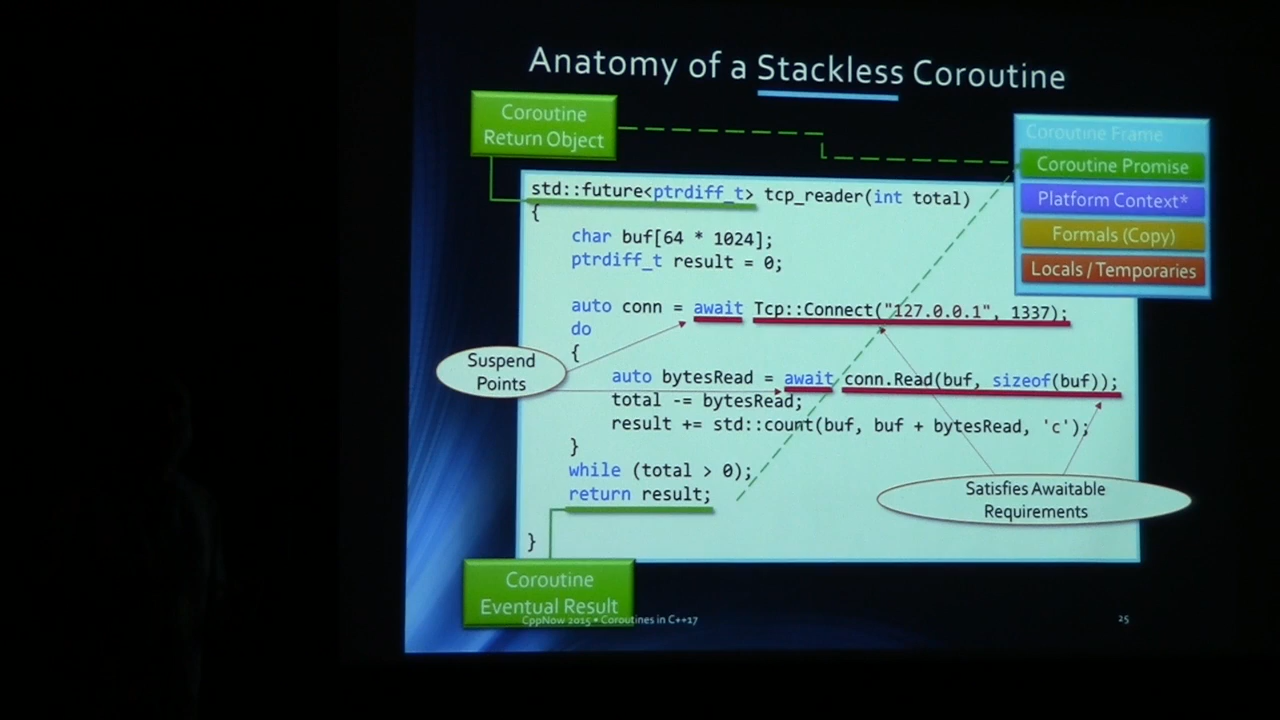 Anatomy of a Stackless Coroutine
Coroutine
Return Object
Coroutine Frame
Coroutine Promise
Platform Context*
Formals (Copy)
Locals / Temporaries
std::future<ptrdiff_t> tcp_reader(int total)
{
char buf[64 * 1024];
ptrdiff_t result = 0;
auto conn = await Tcp::Connect("127.0.0.1", 1337);
do
{
auto bytesRead = await conn.Read(buf, sizeof(buf));
total -= bytesRead;
result += std::count(buf, buf + bytesRead, 'c');
}
while (total > 0);
return result;
}
Suspend
Points
Satisfies Awaitable
Requirements
Coroutine
Eventual Result
CppNow 2015 • Coroutines in C++17
25